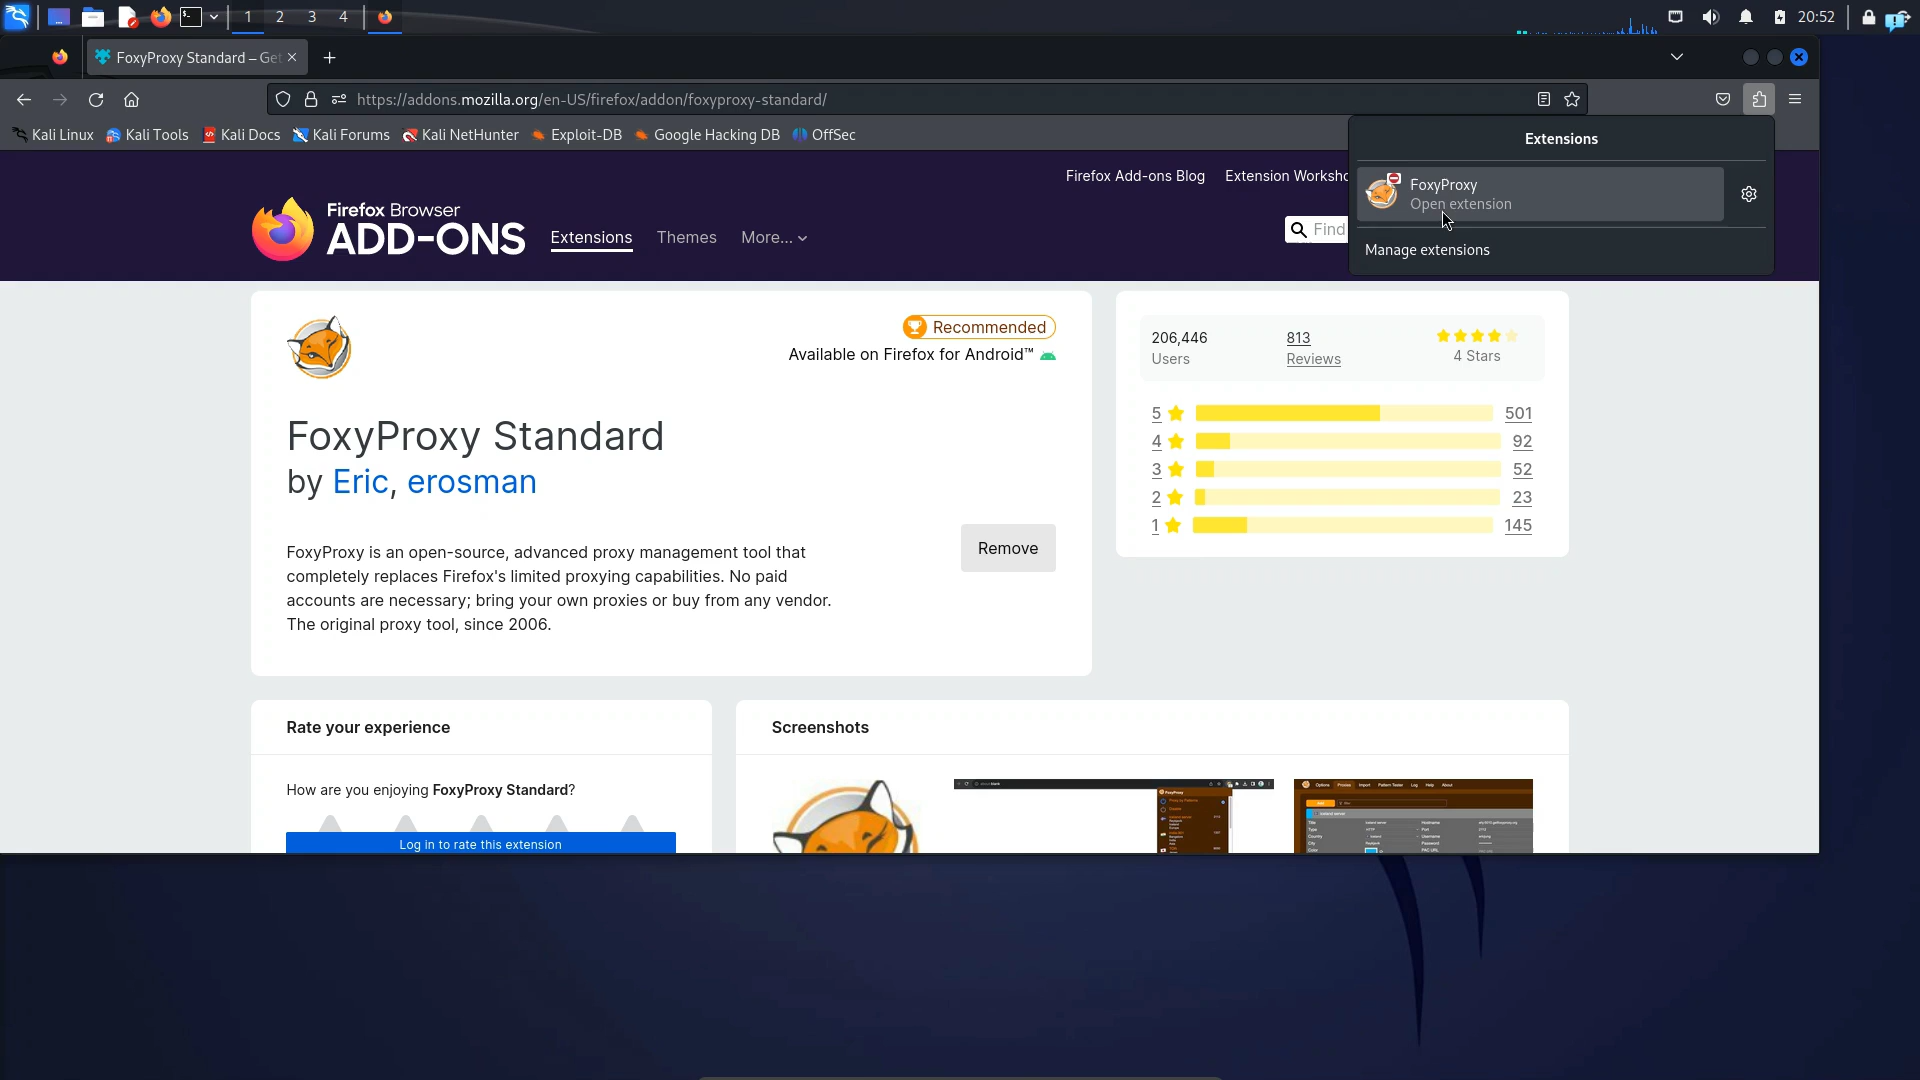 1 2 3 4
20:52
FoxyProxy Standard – Get
https://addons.mozilla.org/en-US/firefox/addon/foxyproxy-standard/
Kali Linux Kali Tools Kali Docs Kali Forums Kali NetHunter Exploit-DB Google Hacking DB OffSec
Extensions
FoxyProxy
Open extension
Manage extensions
Firefox Add-ons Blog Extension Worksho
Firefox Browser
ADD-ONS
Extensions Themes More...
Find
Recommended
Available on Firefox for Android™
FoxyProxy Standard
by Eric, erosman
FoxyProxy is an open-source, advanced proxy management tool that
completely replaces Firefox's limited proxying capabilities. No paid
accounts are necessary; bring your own proxies or buy from any vendor.
The original proxy tool, since 2006.
Remove
206,446
Users
813
Reviews
4 Stars
5 501
4 92
3 52
2 23
1 145
Rate your experience
How are you enjoying FoxyProxy Standard?
Log in to rate this extension
Screenshots